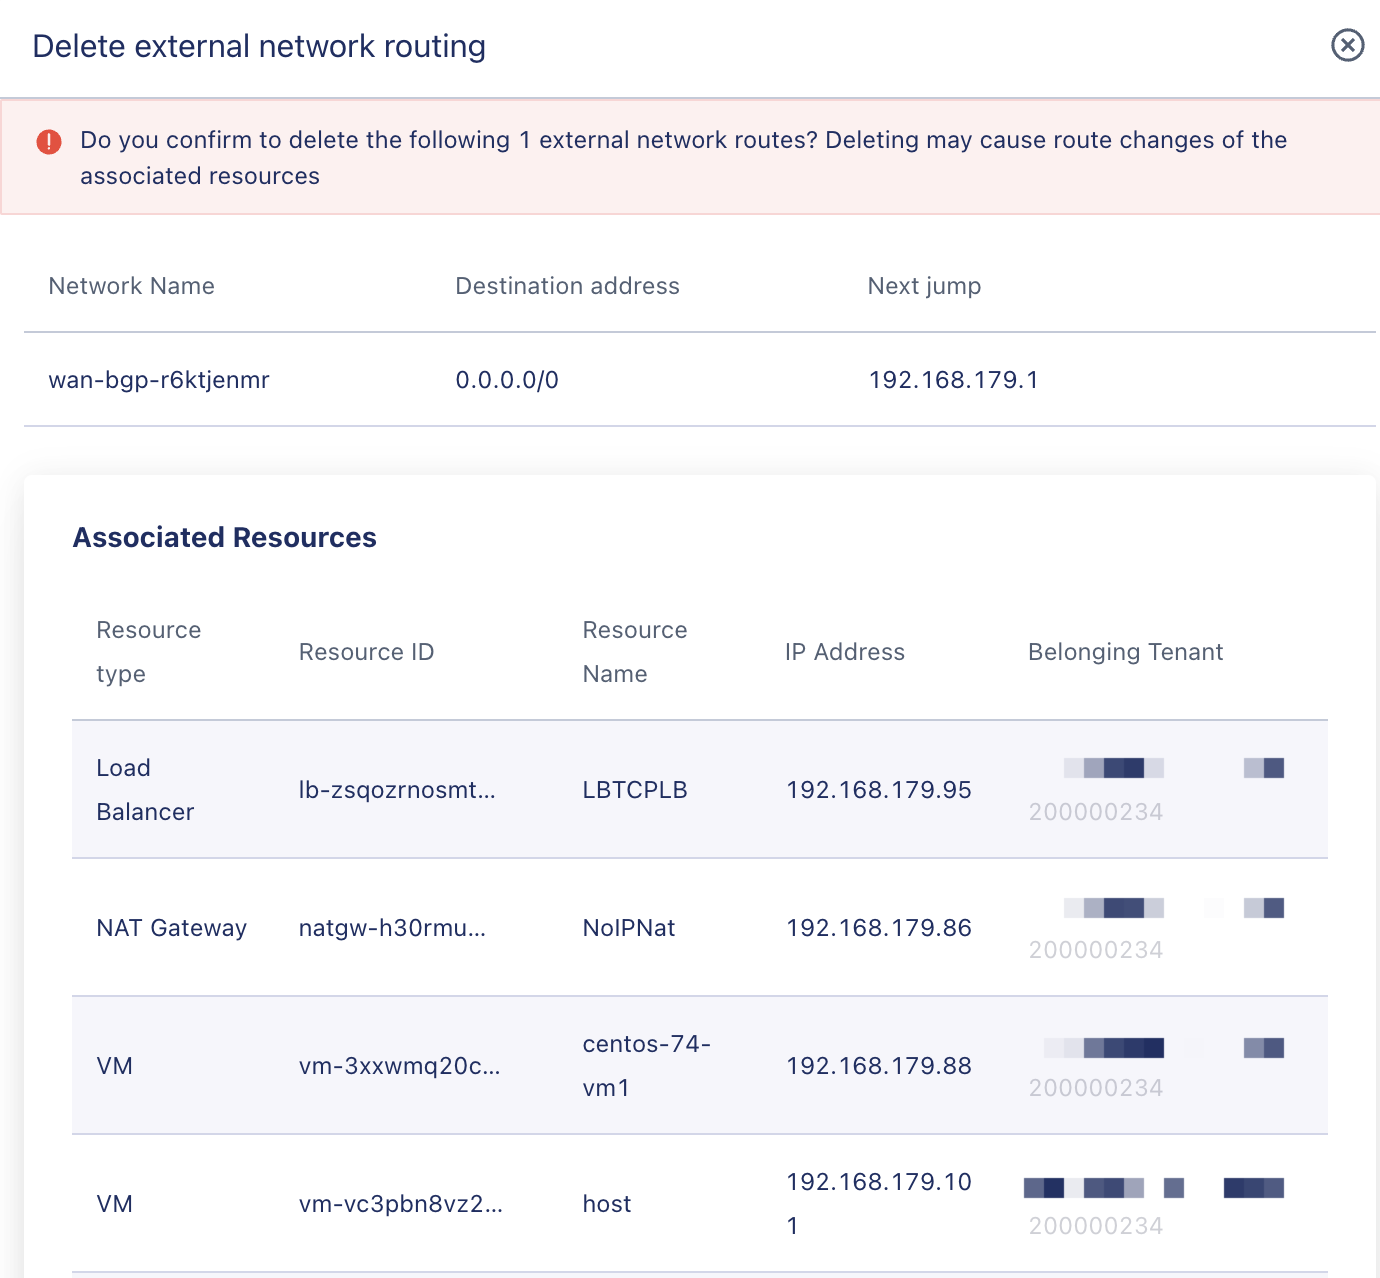 Delete external network routing
Do you confirm to delete the following 1 external network routes? Deleting may cause route changes of the
associated resources
Network Name Destination address Next jump
wan-bgp-r6ktjenmr 0.0.0.0/0 192.168.179.1
Associated Resources
Resource type Resource ID Resource Name IP Address Belonging Tenant
Load Balancer lb-zsqozrnosmt... LBTCPLB 192.168.179.95 200000234
NAT Gateway natgw-h30rmu... NoIPNat 192.168.179.86 200000234
VM vm-3xxwmq20c... centos-74-vm1 192.168.179.88 200000234
VM vm-vc3pbn8vz2... host 192.168.179.101 200000234